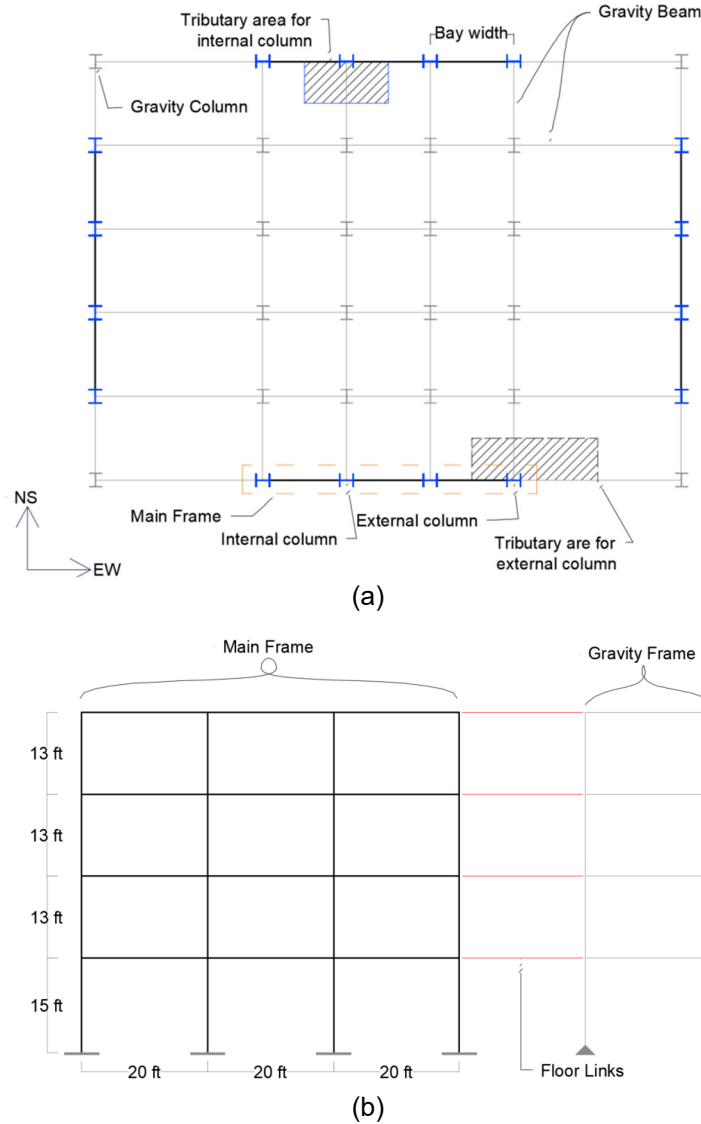 Tributary area for
internal column
Bay width
Gravity Beam
Gravity Column
NS
EW
Main Frame
Internal column
External column
Tributary are for
external column
(a)
Main Frame
Gravity Frame
13 ft
13 ft
13 ft
15 ft
20 ft
20 ft
20 ft
Floor Links
(b)